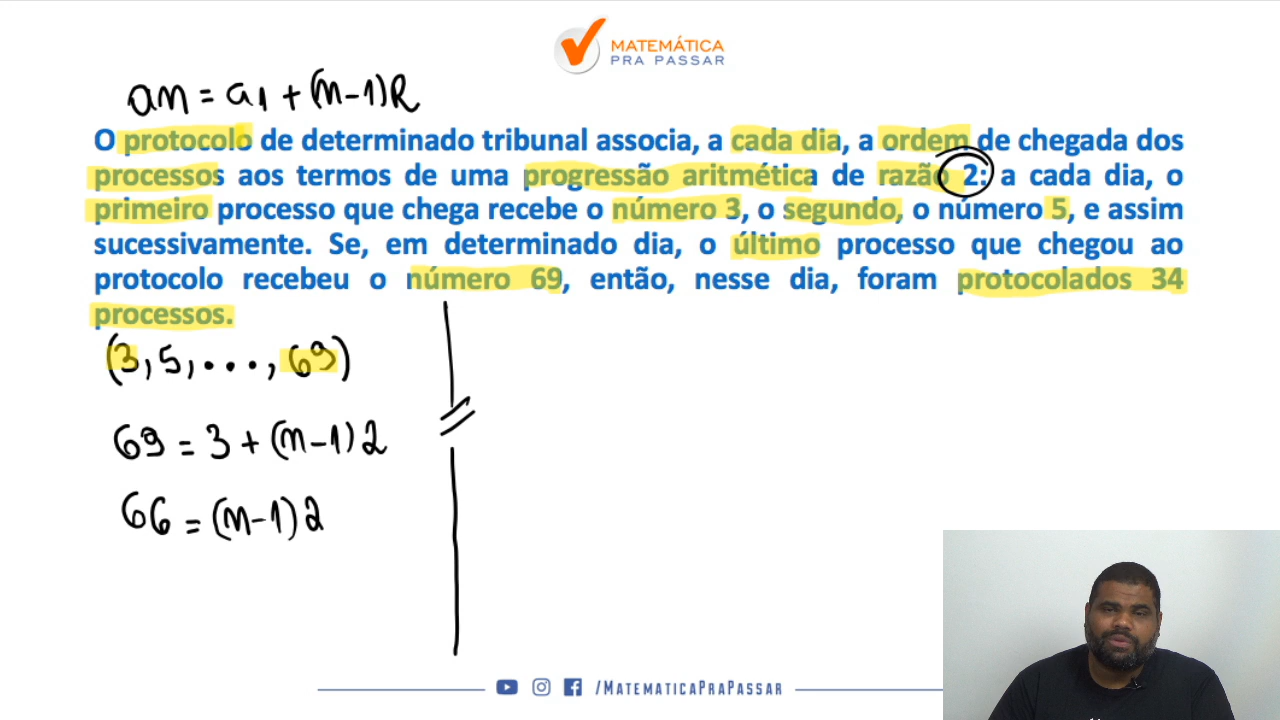 MATEMÁTICA
PRA PASSAR
an = a1 + (n-1)R
O protocolo de determinado tribunal associa, a cada dia, a ordem de chegada dos
processos aos termos de uma progressão aritmética de razão 2: a cada dia, o
primeiro processo que chega recebe o número 3, o segundo, o número 5, e assim
sucessivamente. Se, em determinado dia, o último processo que chegou ao
protocolo recebeu o número 69, então, nesse dia, foram protocolados 34
processos.
(3, 5, ..., 69)
69 = 3 + (n-1)2
66 = (n-1)2
/MatematicaPraPassar